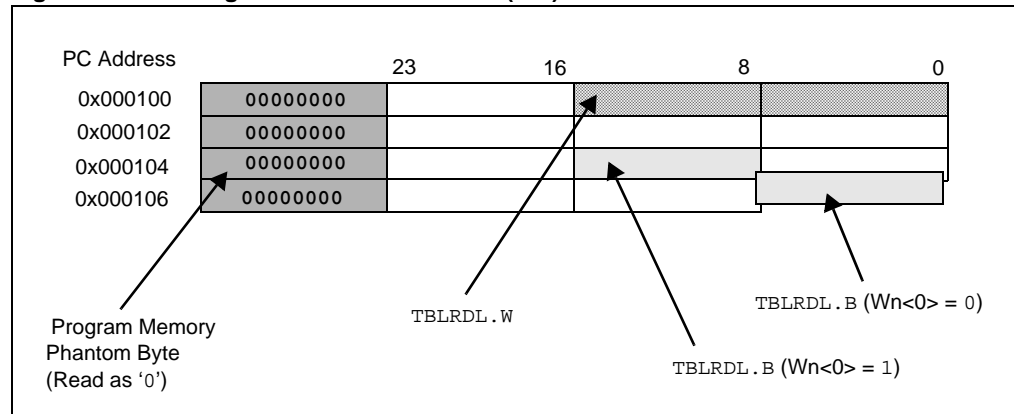 PC Address
23 16 8 0
0x000100 00000000
0x000102 00000000
0x000104 00000000
0x000106 00000000
Program Memory
Phantom Byte
(Read as ‘0’)
TBLRDL.W
TBLRDL.B (Wn<0> = 0)
TBLRDL.B (Wn<0> = 1)